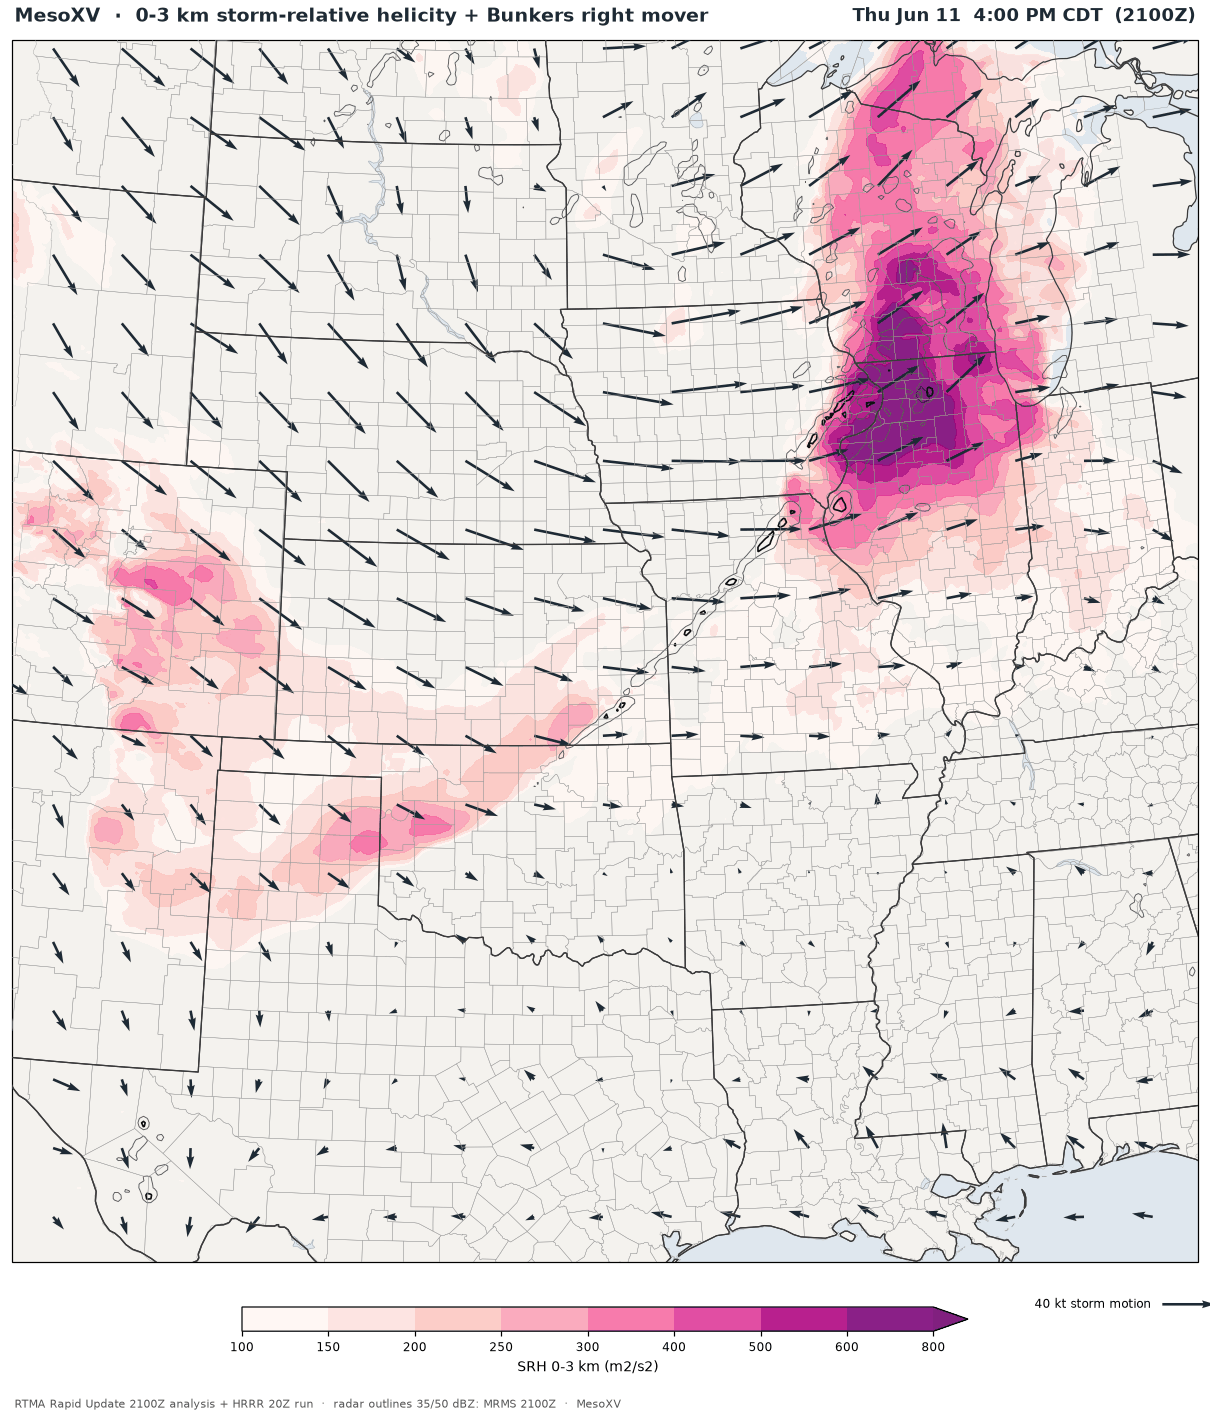 MesoXV · 0-3 km storm-relative helicity + Bunkers right mover
Thu Jun 11 4:00 PM CDT (2100Z)
40 kt storm motion
100 150 200 250 300 400 500 600 800
SRH 0-3 km (m2/s2)
RTMA Rapid Update 2100Z analysis + HRRR 20Z run · radar outlines 35/50 dBZ: MRMS 2100Z · MesoXV